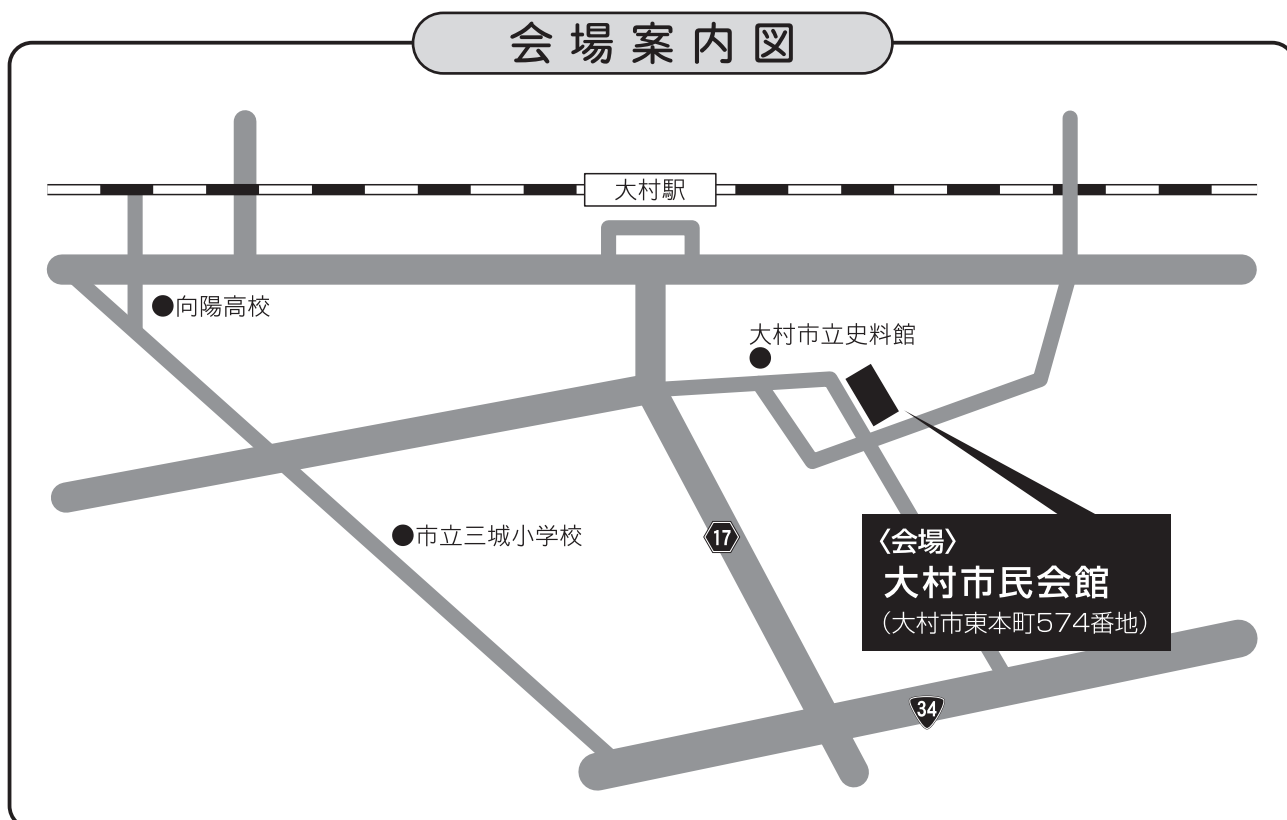 会場案内図
大村駅
向陽高校
大村市立史料館
市立三城小学校
17
〈会場〉
大村市民会館
（大村市東本町574番地）
34